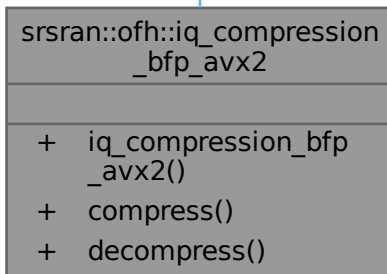 srsran::ofh::iq_compression
_bfp_avx2
+ iq_compression_bfp
_avx2()
+ compress()
+ decompress()